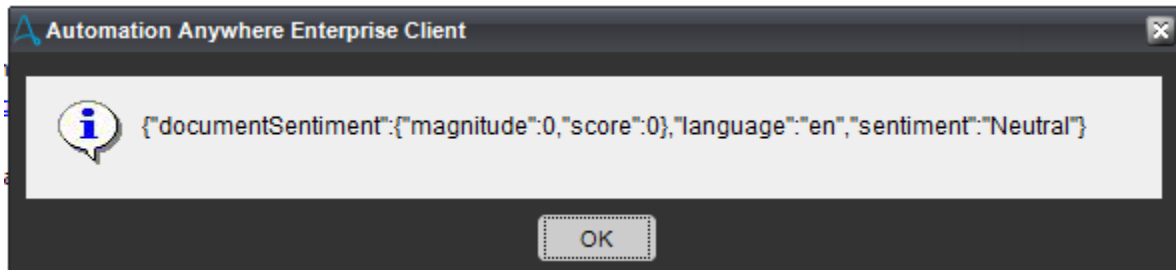 Automation Anywhere Enterprise Client
{"documentSentiment":{"magnitude":0,"score":0},"language":"en","sentiment":"Neutral"}
OK